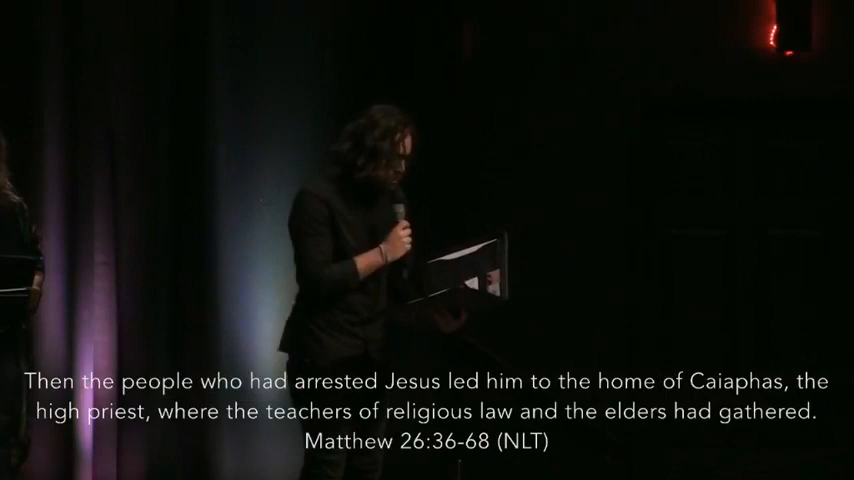 Then the people who had arrested Jesus led him to the home of Caiaphas, the
high priest, where the teachers of religious law and the elders had gathered.
Matthew 26:36-68 (NLT)